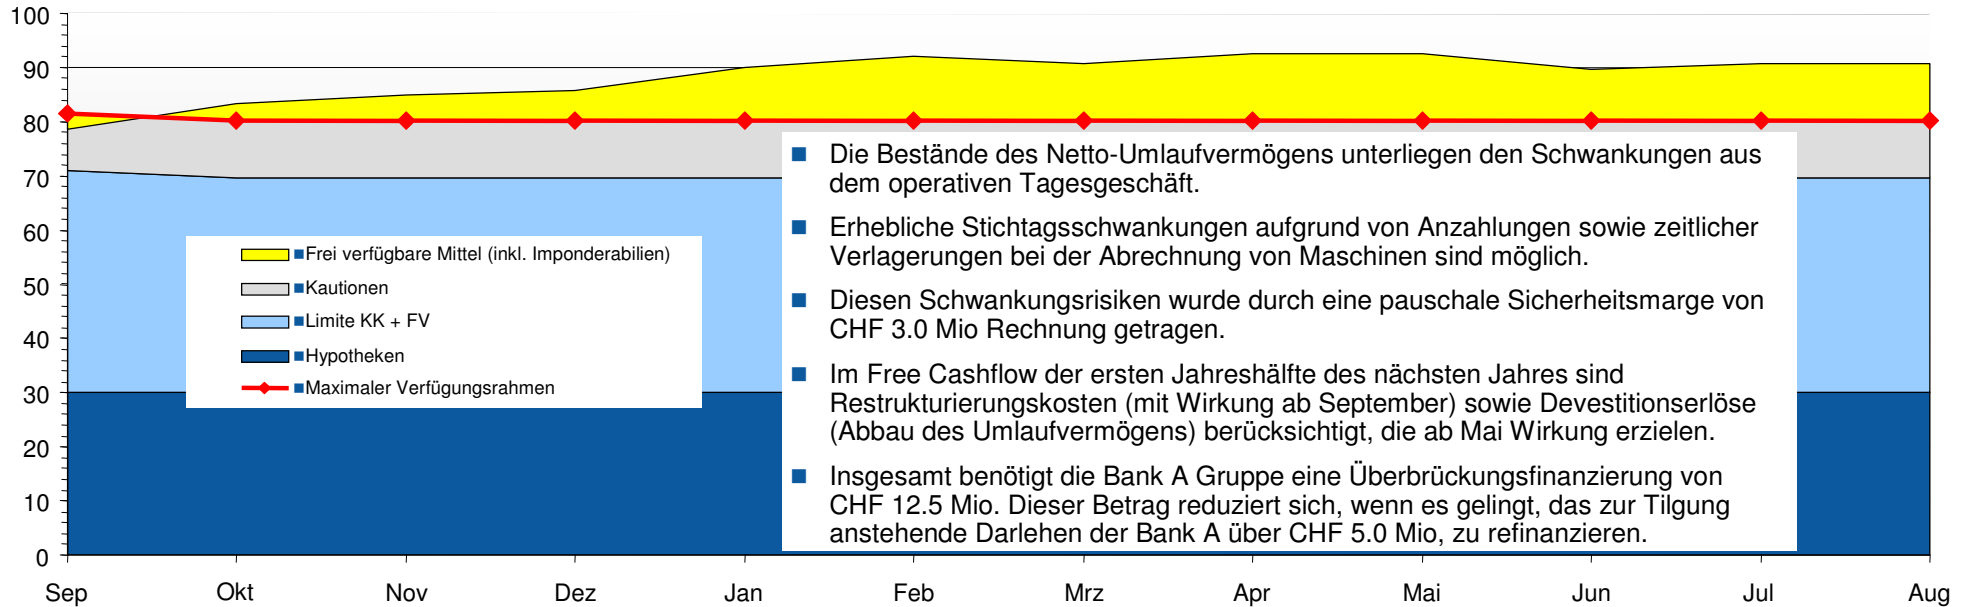 100
90
80
70
60
50
40
30
20
10
0
Frei verfügbare Mittel (inkl. Imponderabilien)
Kautionen
Limite KK + FV
Hypotheken
Maximaler Verfügungsrahmen
Die Bestände des Netto-Umlaufvermögens unterliegen den Schwankungen aus
dem operativen Tagesgeschäft.
Erhebliche Stichtagsschwankungen aufgrund von Anzahlungen sowie zeitlicher
Verlagerungen bei der Abrechnung von Maschinen sind möglich.
Diesen Schwankungsrisiken wurde durch eine pauschale Sicherheitsmarge von
CHF 3.0 Mio Rechnung getragen.
Im Free Cashflow der ersten Jahreshälfte des nächsten Jahres sind
Restrukturierungskosten (mit Wirkung ab September) sowie Devestitionserlöse
(Abbau des Umlaufvermögens) berücksichtigt, die ab Mai Wirkung erzielen.
Insgesamt benötigt die Bank A Gruppe eine Überbrückungsfinanzierung von
CHF 12.5 Mio. Dieser Betrag reduziert sich, wenn es gelingt, das zur Tilgung
anstehende Darlehen der Bank A über CHF 5.0 Mio, zu refinanzieren.
Sep Okt Nov Dez Jan Feb Mrz Apr Mai Jun Jul Aug